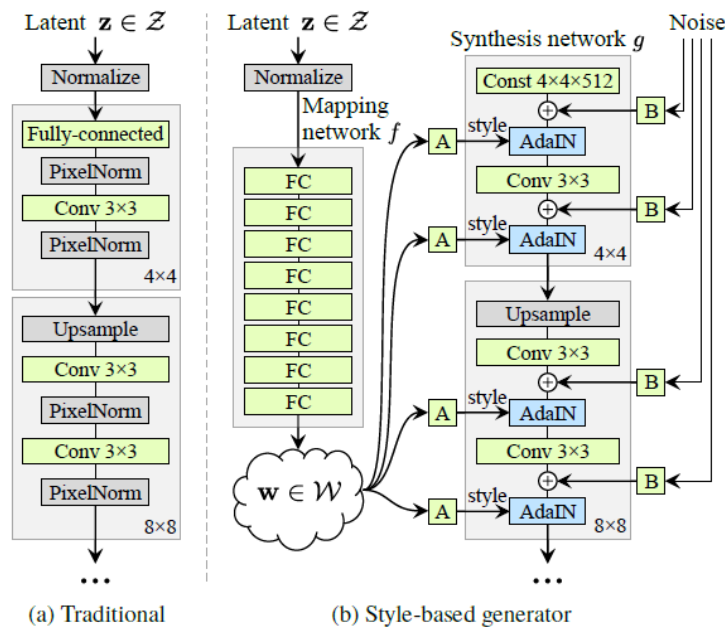 Latent z ∈ 𝒵
Normalize
Fully-connected
PixelNorm
Conv 3×3
PixelNorm
4×4
Upsample
Conv 3×3
PixelNorm
Conv 3×3
PixelNorm
8×8
...
(a) Traditional
Latent z ∈ 𝒵
Normalize
Mapping
network f
FC
FC
FC
FC
FC
FC
FC
FC
w ∈ 𝒲
A
style
A
style
A
style
A
style
Synthesis network g
Const 4×4×512
+
AdaIN
Conv 3×3
+
AdaIN
4×4
Upsample
Conv 3×3
+
AdaIN
Conv 3×3
+
AdaIN
8×8
...
Noise
B
B
B
B
(b) Style-based generator